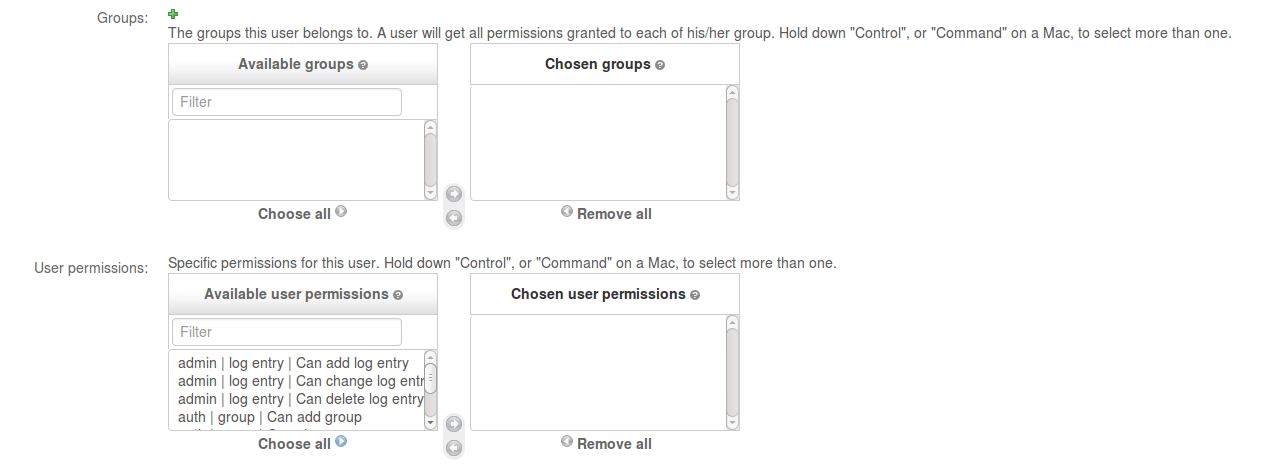 Groups:
The groups this user belongs to. A user will get all permissions granted to each of his/her group. Hold down "Control", or "Command" on a Mac, to select more than one.
Available groups
Chosen groups
Filter
Choose all
Remove all
User permissions:
Specific permissions for this user. Hold down "Control", or "Command" on a Mac, to select more than one.
Available user permissions
Chosen user permissions
Filter
admin | log entry | Can add log entry
admin | log entry | Can change log entr
admin | log entry | Can delete log entry
auth | group | Can add group
Choose all
Remove all